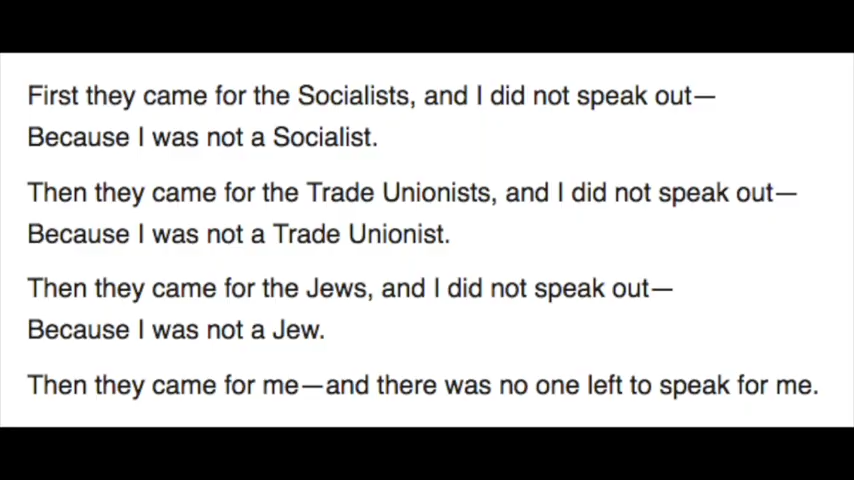 First they came for the Socialists, and I did not speak out—
Because I was not a Socialist.
Then they came for the Trade Unionists, and I did not speak out—
Because I was not a Trade Unionist.
Then they came for the Jews, and I did not speak out—
Because I was not a Jew.
Then they came for me—and there was no one left to speak for me.